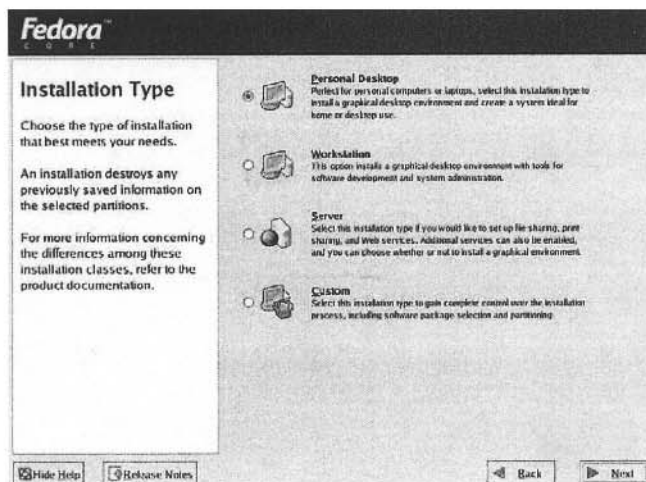 Fedora™
CORE
Installation Type
Choose the type of installation
that best meets your needs.
An installation destroys any
previously saved information on
the selected partitions.
For more information concerning
the differences among these
installation classes, refer to the
product documentation.
Hide Help
Release Notes
Personal Desktop
Perfect for personal computers or laptops, select this installation type to
install a graphical desktop environment and create a system ideal for
home or desktop use.
Workstation
This option installs a graphical desktop environment with tools for
software development and system administration.
Server
Select this installation type if you would like to set up file sharing, print
sharing, and Web services. Additional services can also be enabled,
and you can choose whether or not to install a graphical environment.
Custom
Select this installation type to gain complete control over the installation
process, including software package selection and partitioning.
Back
Next